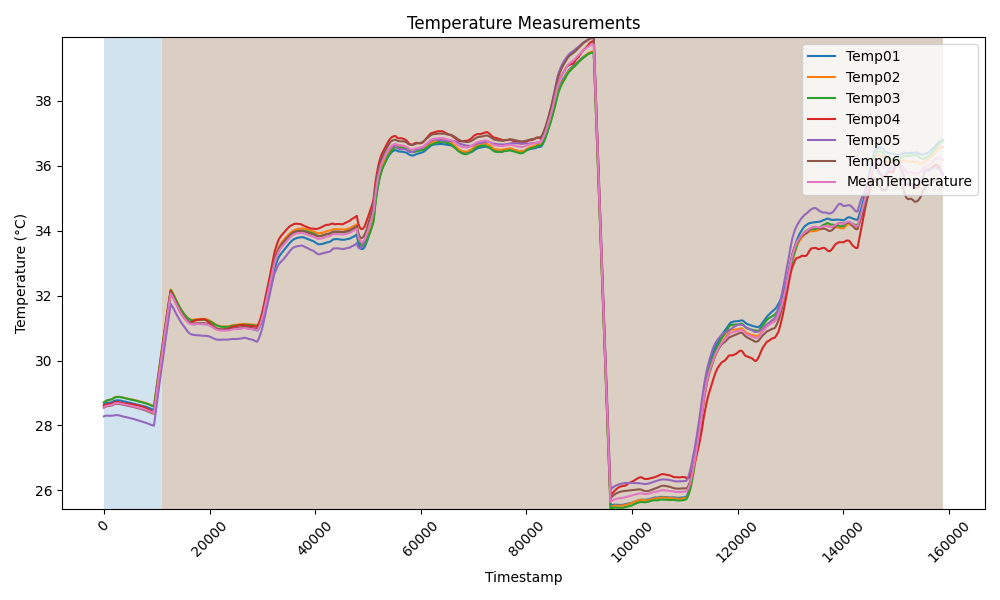 Temperature Measurements
Temp01
Temp02
Temp03
Temp04
Temp05
Temp06
MeanTemperature
Temperature (°C)
38
36
34
32
30
28
26
0
20000
40000
60000
80000
100000
120000
140000
160000
Timestamp